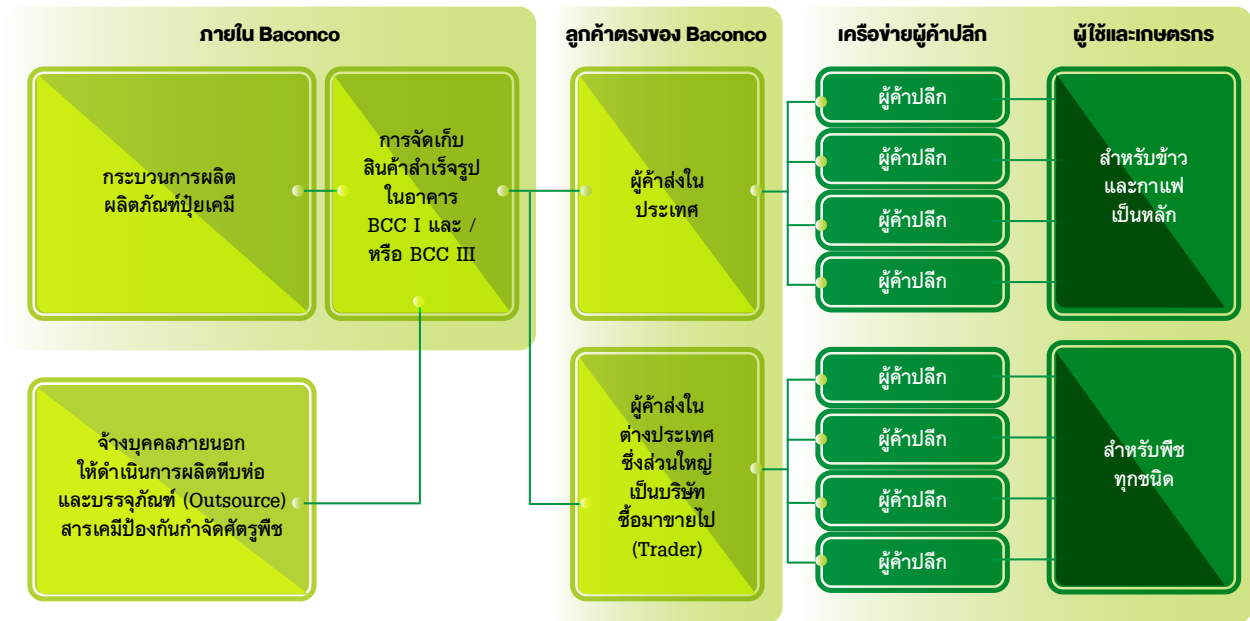 ภายใน Baconco
ลูกค้าตรงของ Baconco
เครือข่ายผู้ค้าปลีก
ผู้ใช้และเกษตรกร
กระบวนการผลิต
ผลิตภัณฑ์ปุ๋ยเคมี
การจัดเก็บ
สินค้าสำเร็จรูป
ในอาคาร
BCC I และ /
หรือ BCC III
ผู้ค้าส่งใน
ประเทศ
ผู้ค้าปลีก
ผู้ค้าปลีก
ผู้ค้าปลีก
ผู้ค้าปลีก
สำหรับข้าว
และกาแฟ
เป็นหลัก
จ้างบุคคลภายนอก
ให้ดำเนินการผลิตหีบห่อ
และบรรจุภัณฑ์ (Outsource)
สารเคมีป้องกันกำจัดศัตรูพืช
ผู้ค้าส่งใน
ต่างประเทศ
ซึ่งส่วนใหญ่
เป็นบริษัท
ซื้อมาขายไป
(Trader)
ผู้ค้าปลีก
ผู้ค้าปลีก
ผู้ค้าปลีก
ผู้ค้าปลีก
สำหรับพืช
ทุกชนิด